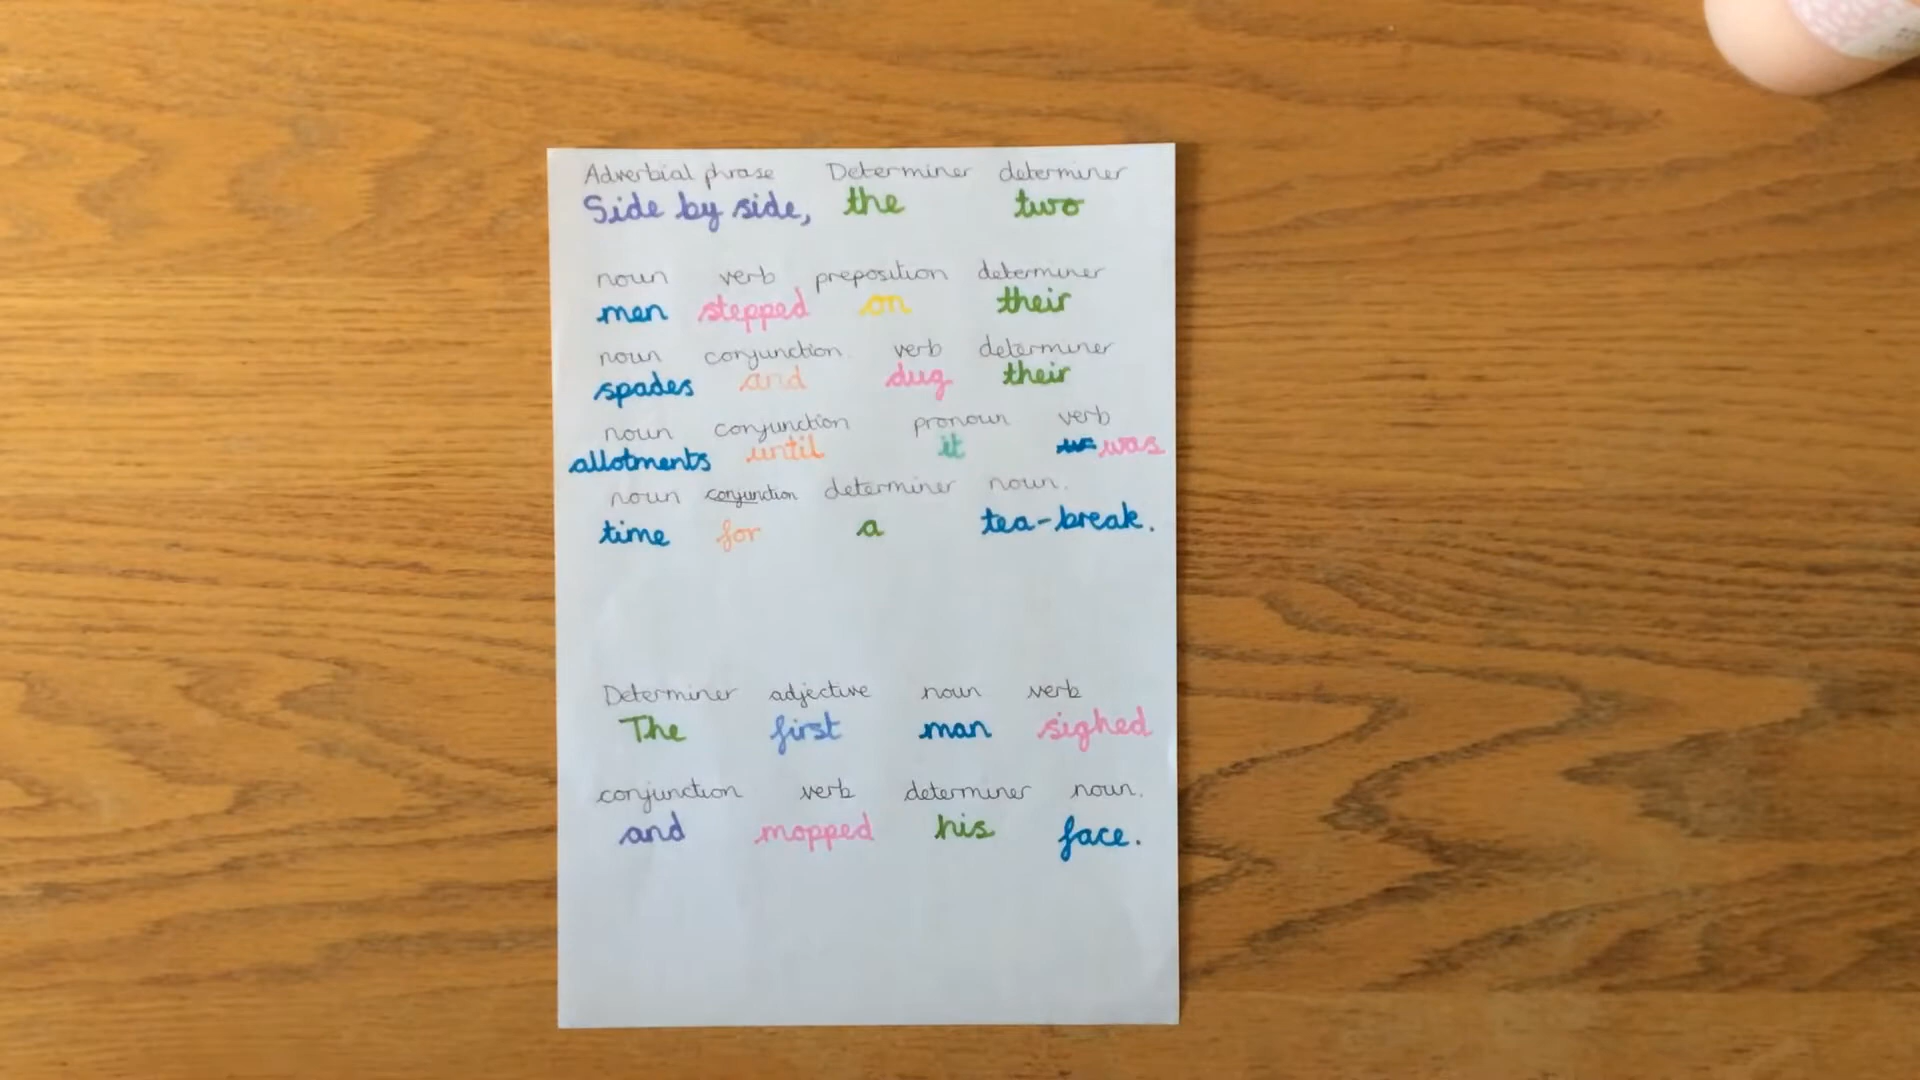 Adverbial phrase Determiner determiner
Side by side, the two
noun verb preposition determiner
men stepped on their
noun conjunction verb determiner
spades and dug their
noun conjunction pronoun verb
allotments until it was
noun conjunction determiner noun.
time for a tea-break.
Determiner adjective noun verb
The first man sighed
conjunction verb determiner noun.
and mopped his face.